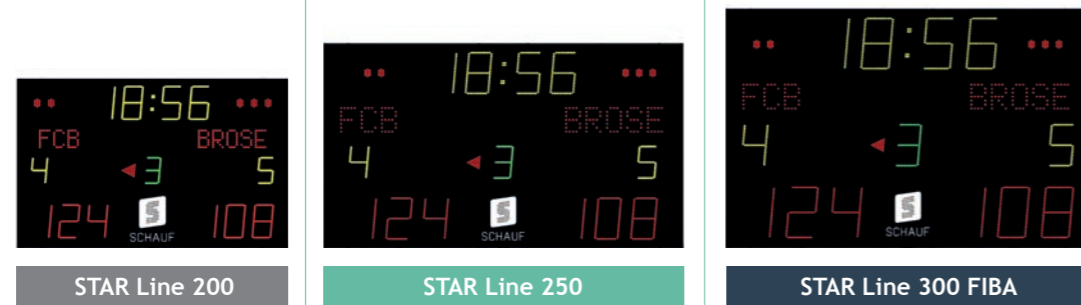 18:56
FCB BROSE
4 3 5
124 S 108
SCHAUF
STAR Line 200
18:56
FCB BROSE
4 3 5
124 S 108
SCHAUF
STAR Line 250
18:56
FCB BROSE
4 3 5
124 S 108
SCHAUF
STAR Line 300 FIBA